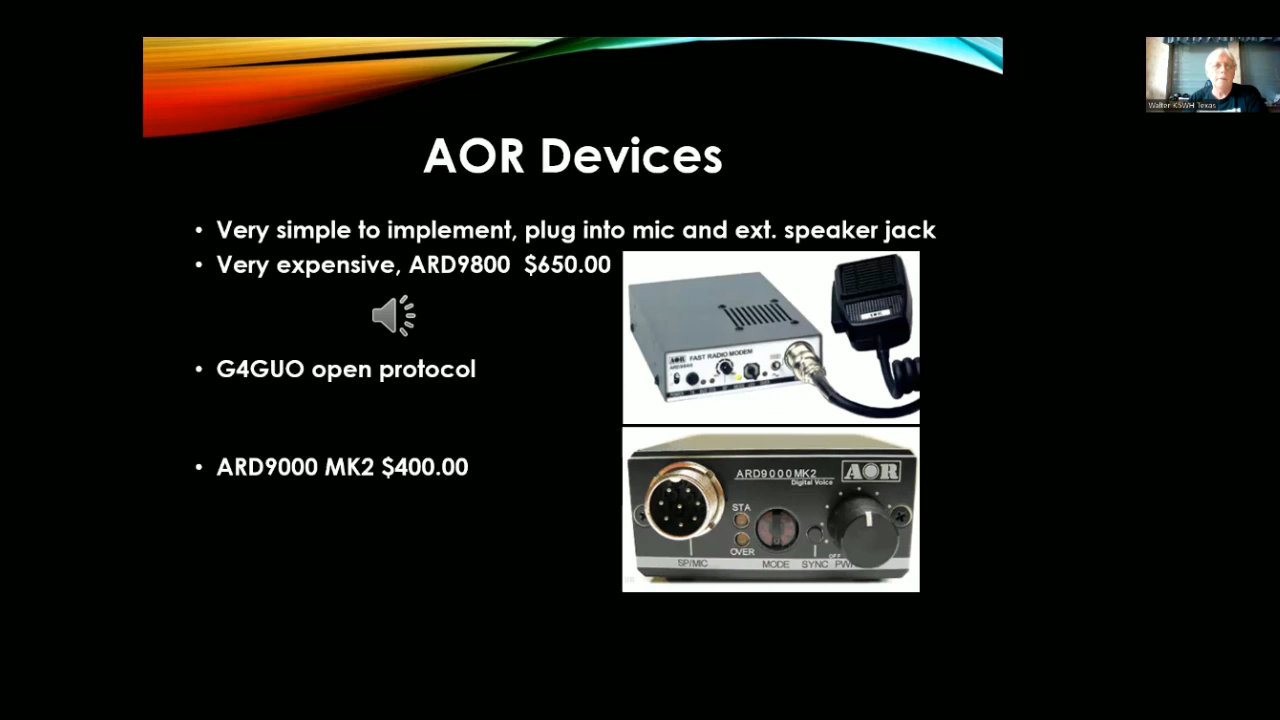 Walter K5WH Texas
AOR Devices
• Very simple to implement, plug into mic and ext. speaker jack
• Very expensive, ARD9800 $650.00
• G4GUO open protocol
• ARD9000 MK2 $400.00
FAST RADIO MODEM
ARD9000MK2
Digital Voice
AOR
STA
OVER
SP/MIC
MODE
SYNC
OFF